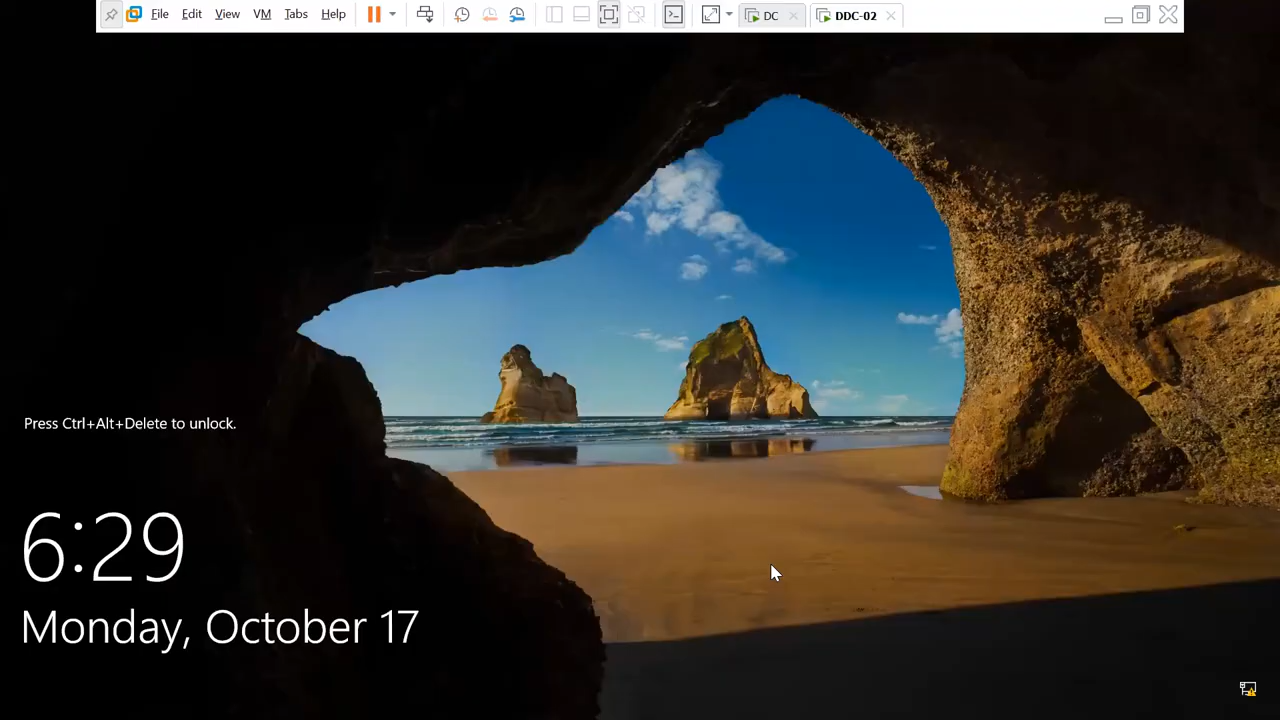 File Edit View VM Tabs Help DC DDC-02
Press Ctrl+Alt+Delete to unlock.
6:29
Monday, October 17